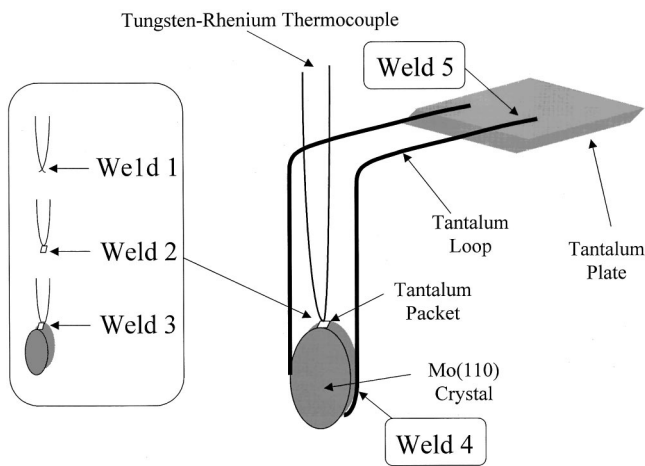 Tungsten-Rhenium Thermocouple
Weld 5
We1d 1
Weld 2
Weld 3
Tantalum
Loop
Tantalum
Plate
Tantalum
Packet
Mo(110)
Crystal
Weld 4